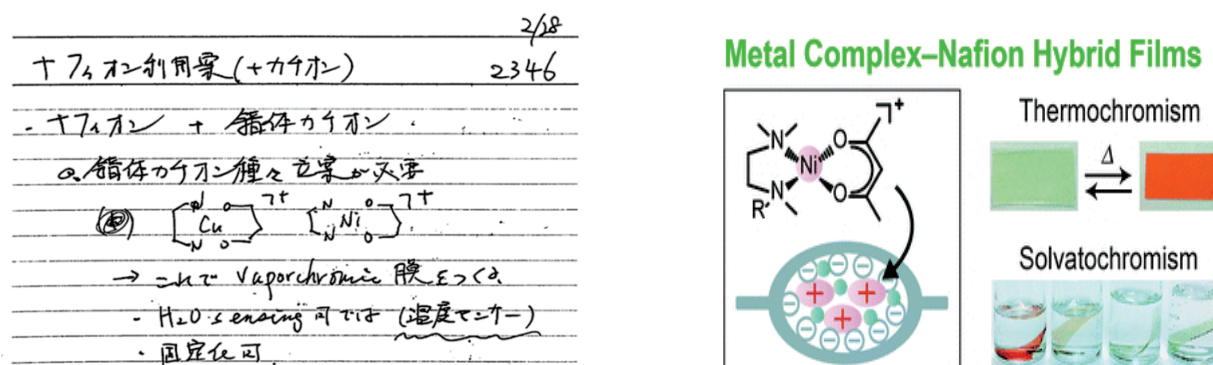 2/28
ナフィオン利用案(+カチオン) 2346
・ナフィオン + 錯体カチオン
錯体カチオン種々立案が必要
N O Cu N O ]+ N O Ni N O ]+
→ これで Vaporchromic 膜をつくる
・H2O sensing 可では (湿度センサー)
・固定化可
Metal Complex–Nafion Hybrid Films
N N Ni O O R ]+
Thermochromism
Δ
Solvatochromism